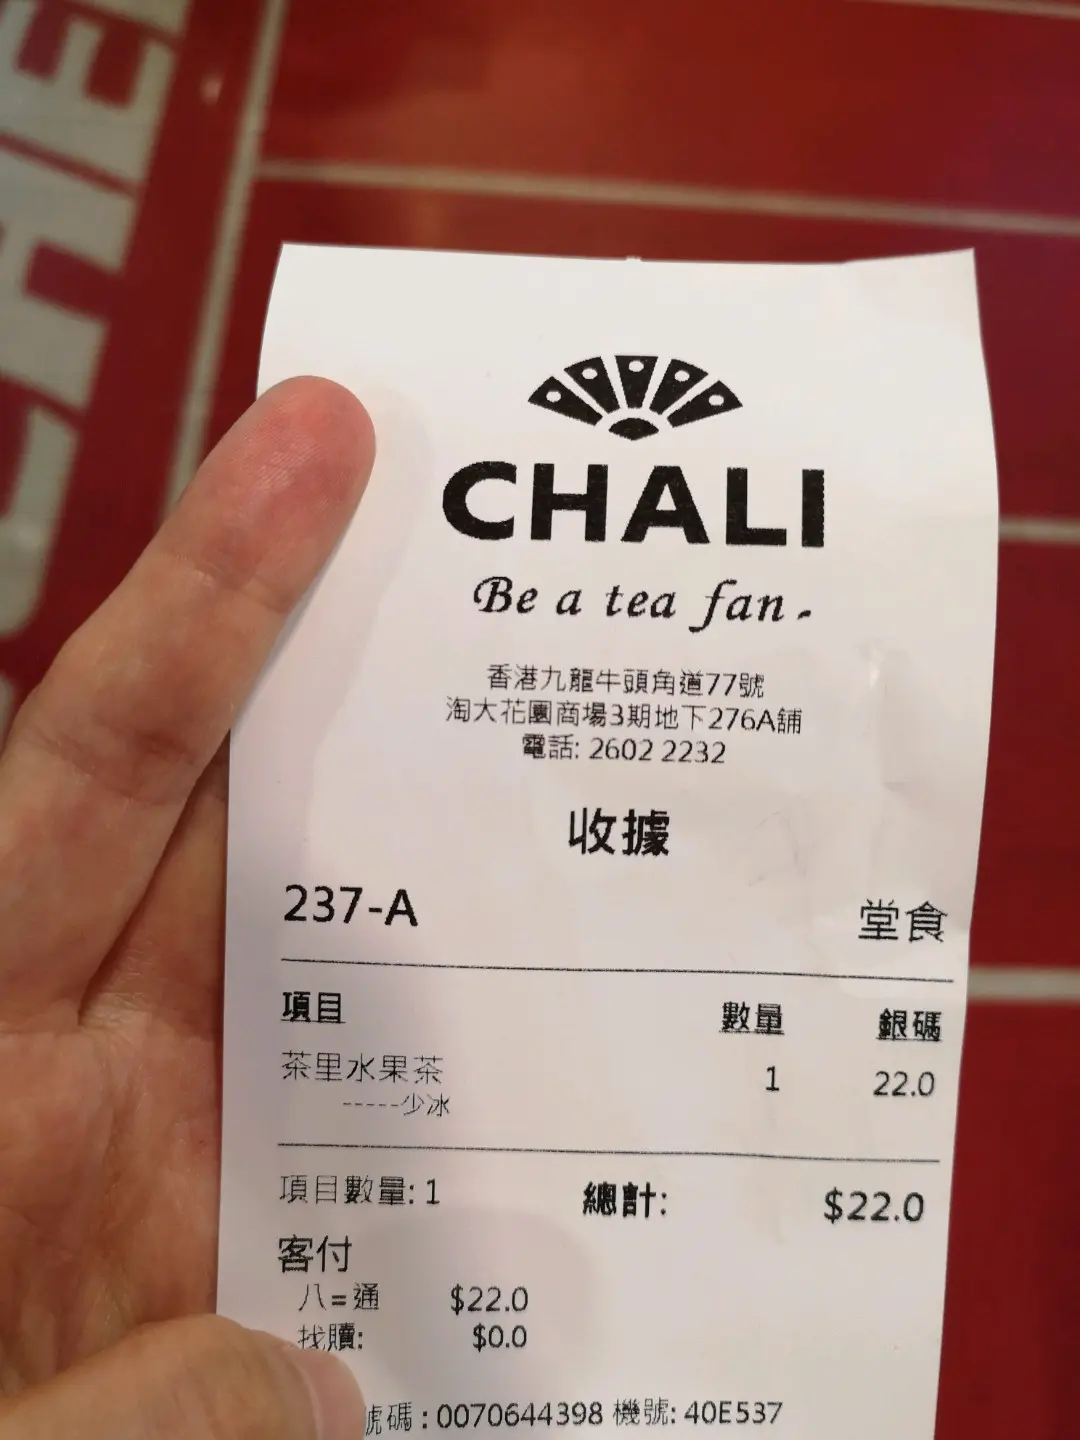 CHALI
Be a tea fan-
香港九龍牛頭角道77號
淘大花園商場3期地下276A舖
電話: 2602 2232
收據
237-A 堂食
項目 數量 銀碼
茶里水果茶 1 22.0
-----少冰
項目數量: 1 總計: $22.0
客付
八=通 $22.0
找贖: $0.0
號碼 : 0070644398 機號: 40E537